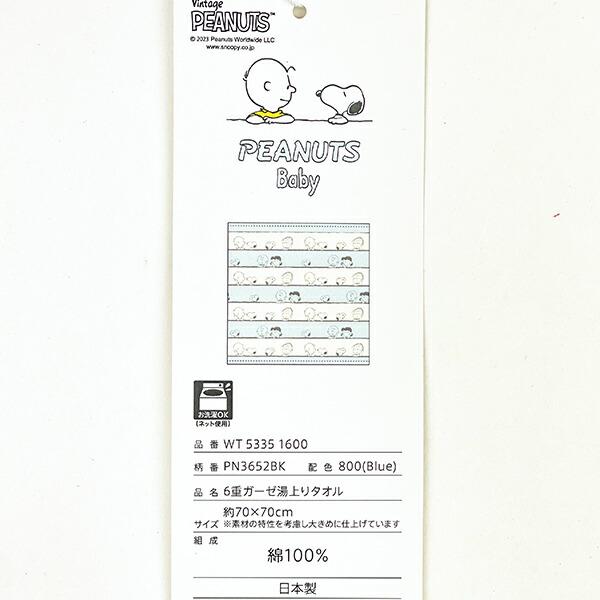 Vintage
PEANUTS™
© 2023 Peanuts Worldwide LLC
www.snoopy.co.jp
PEANUTS
Baby
お洗濯OK
(ネット使用)
品番 WT 5335 1600
柄番 PN3652BK 配色 800(Blue)
品名 6重ガーゼ湯上りタオル
約70×70cm
サイズ ※素材の特性を考慮し大きめに仕上げています
組成
綿100%
日本製